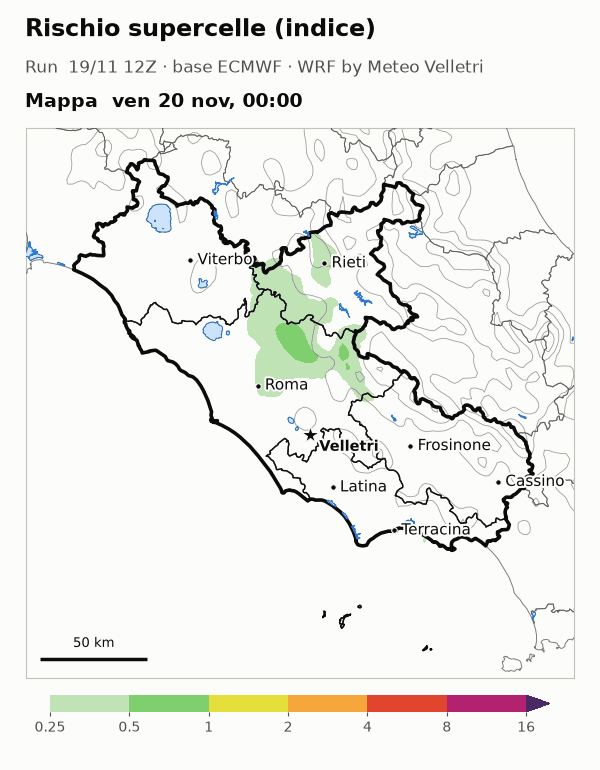 Rischio supercelle (indice)
Run  19/11 12Z · base ECMWF · WRF by Meteo Velletri
Mappa  ven 20 nov, 00:00
Viterbo
Rieti
Roma
Velletri
Frosinone
Cassino
Latina
Terracina
50 km
0.25 0.5 1 2 4 8 16